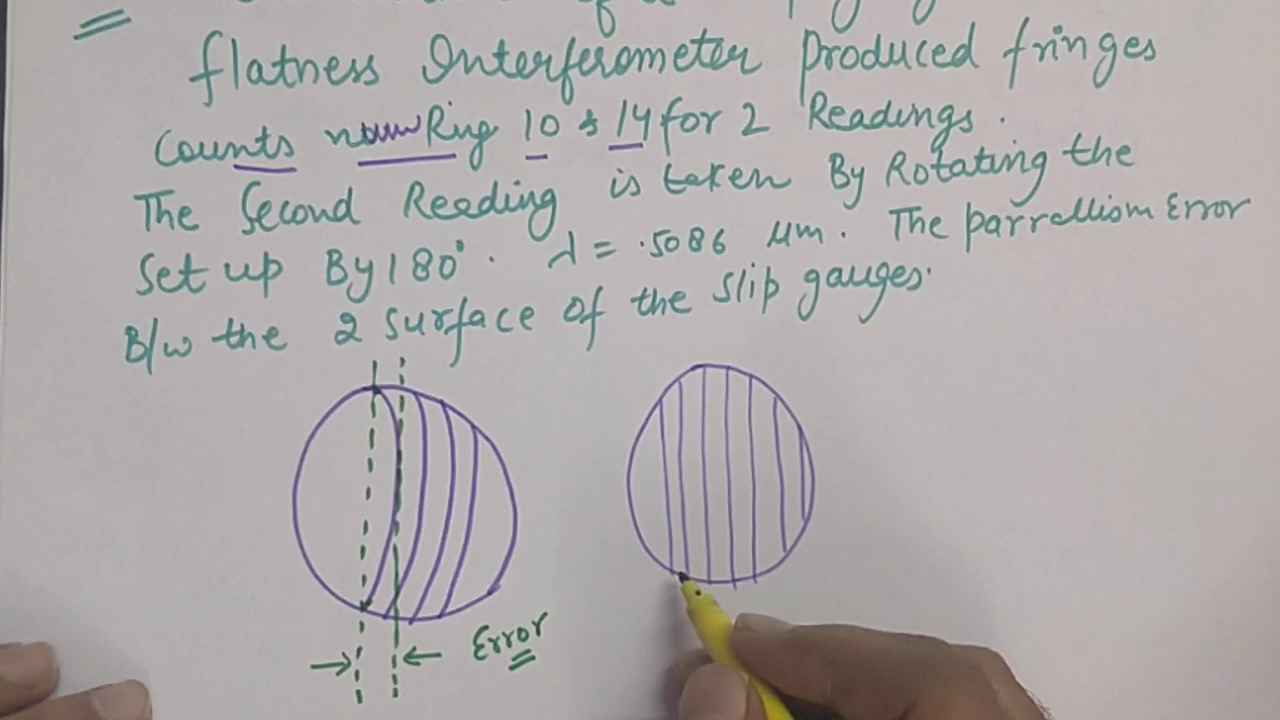 flatness Interferometer Produced fringes
Counts Ring 10 & 14 for 2 Readings.
The Second Reading is taken By Rotating the
Set up By 180°. λ = .5086 μm. The parrallism Error
B/w the 2 surface of the slip gauges.
Error